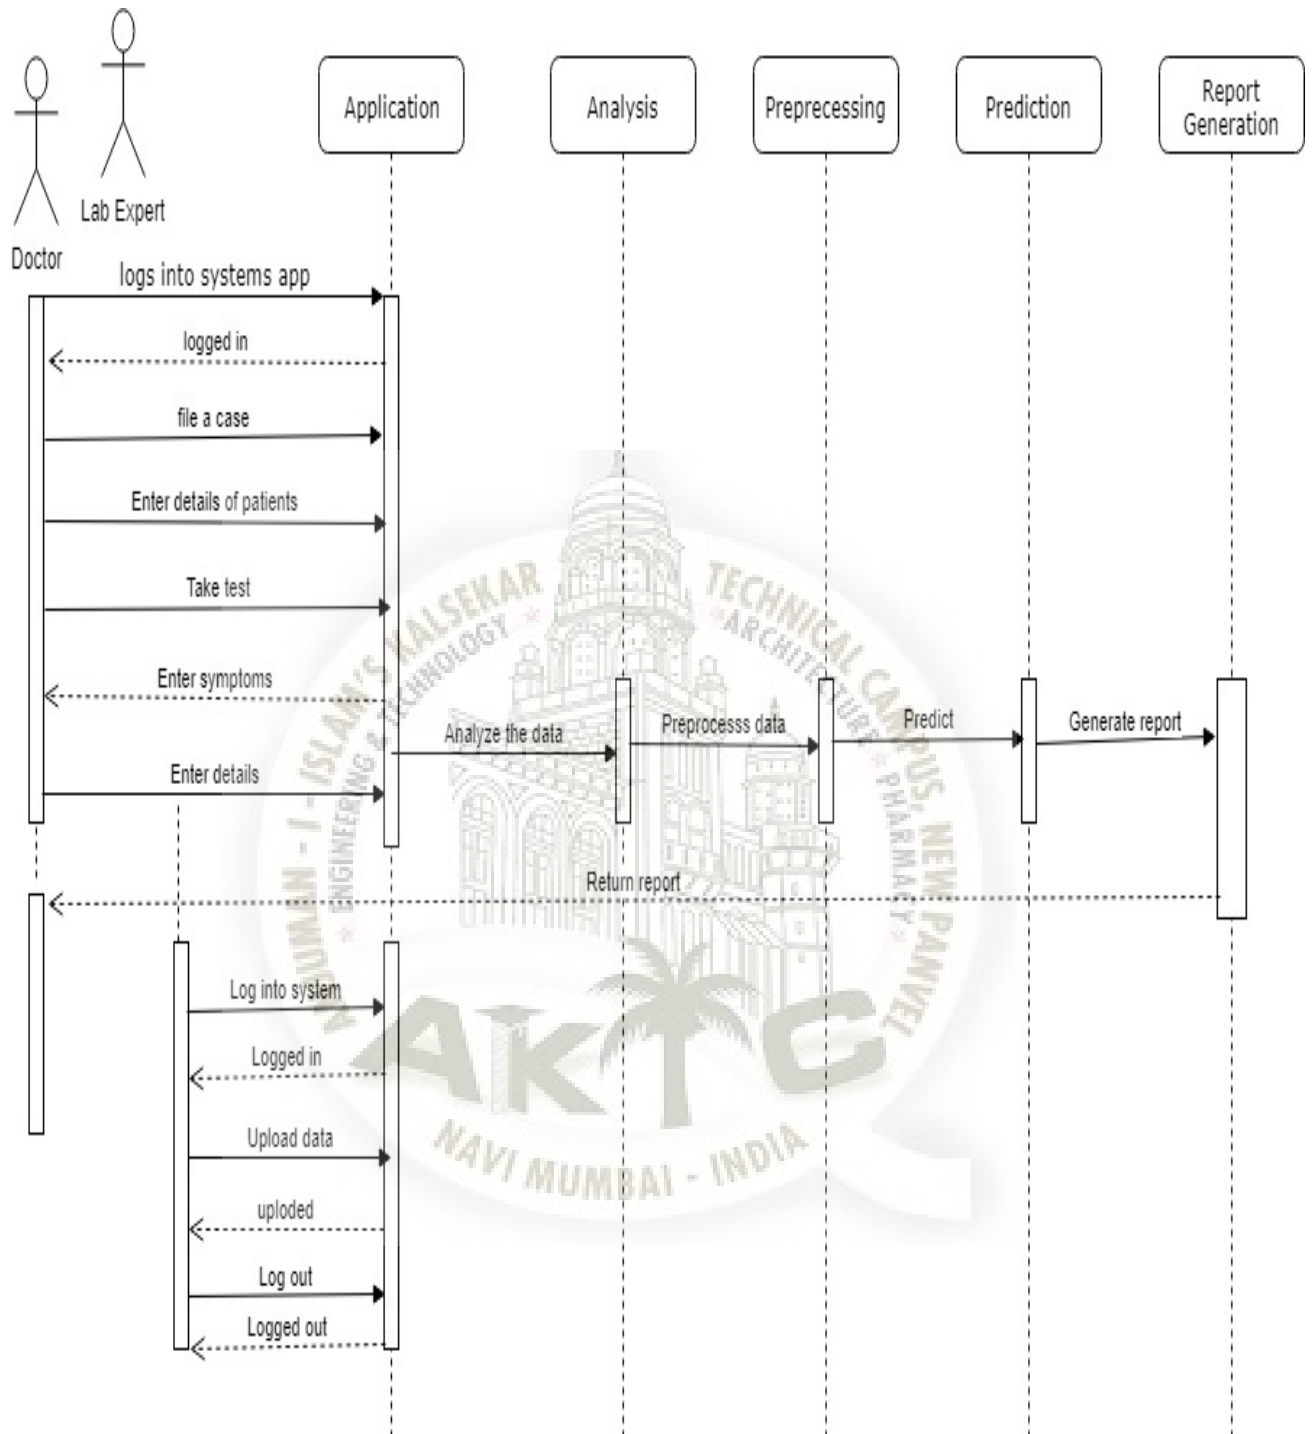 Application
Analysis
Preprecessing
Prediction
Report
Generation
Lab Expert
Doctor
logs into systems app
logged in
file a case
Enter details of patients
Take test
Enter symptoms
Analyze the data
Preprocesss data
Predict
Generate report
Enter details
Return report
Log into system
Logged in
Upload data
uploded
Log out
Logged out
ANJUMAN - I - ISLAM'S KALSEKAR TECHNICAL CAMPUS, NEW PANVEL
ENGINEERING & TECHNOLOGY ARCHITECTURE PHARMACY
AKTC
NAVI MUMBAI - INDIA